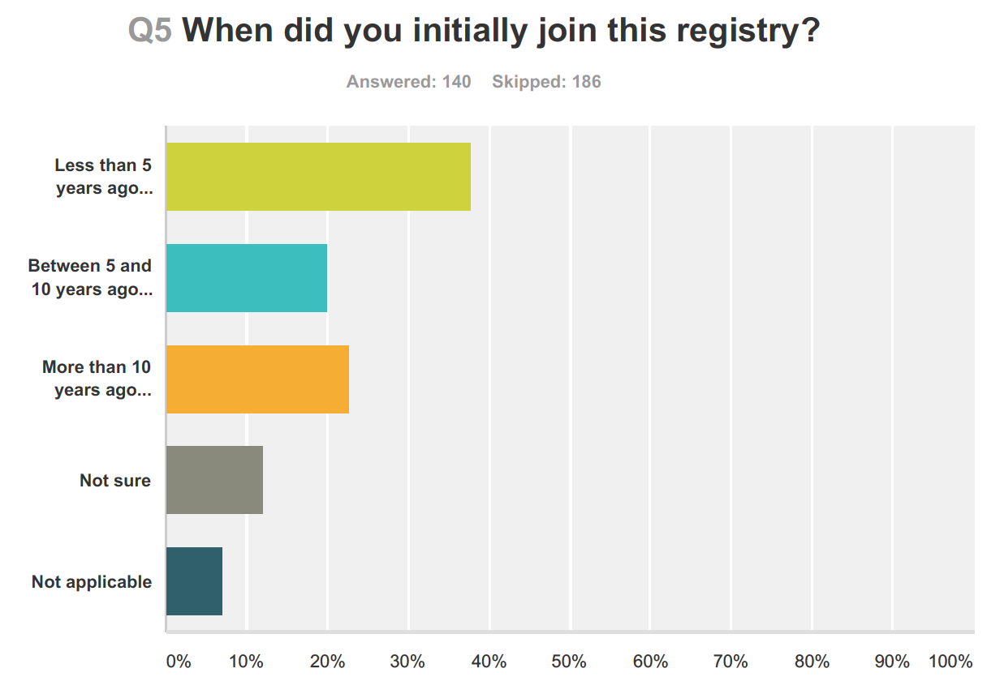 Q5 When did you initially join this registry?
Answered: 140 Skipped: 186
Less than 5
years ago...
Between 5 and
10 years ago...
More than 10
years ago...
Not sure
Not applicable
0% 10% 20% 30% 40% 50% 60% 70% 80% 90% 100%